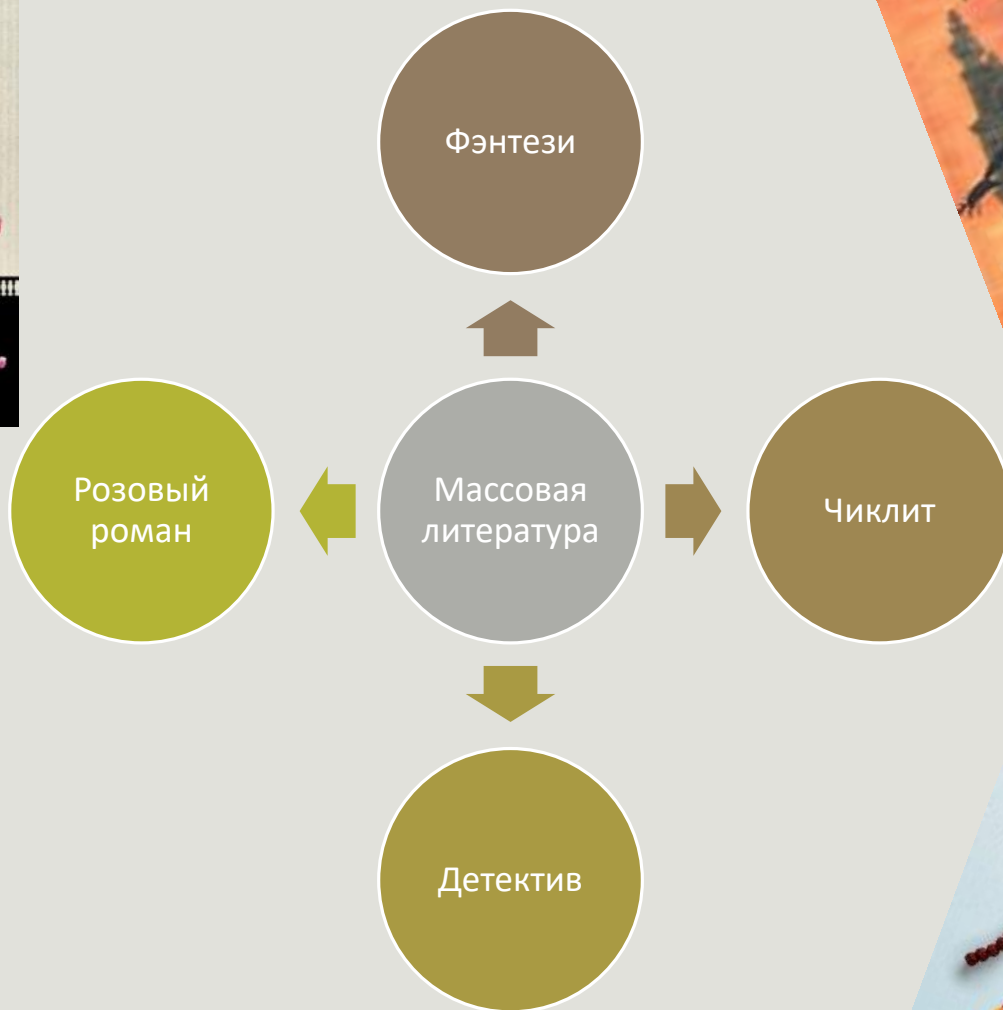 Фэнтези
Розовый
роман
Массовая
литература
Чиклит
Детектив